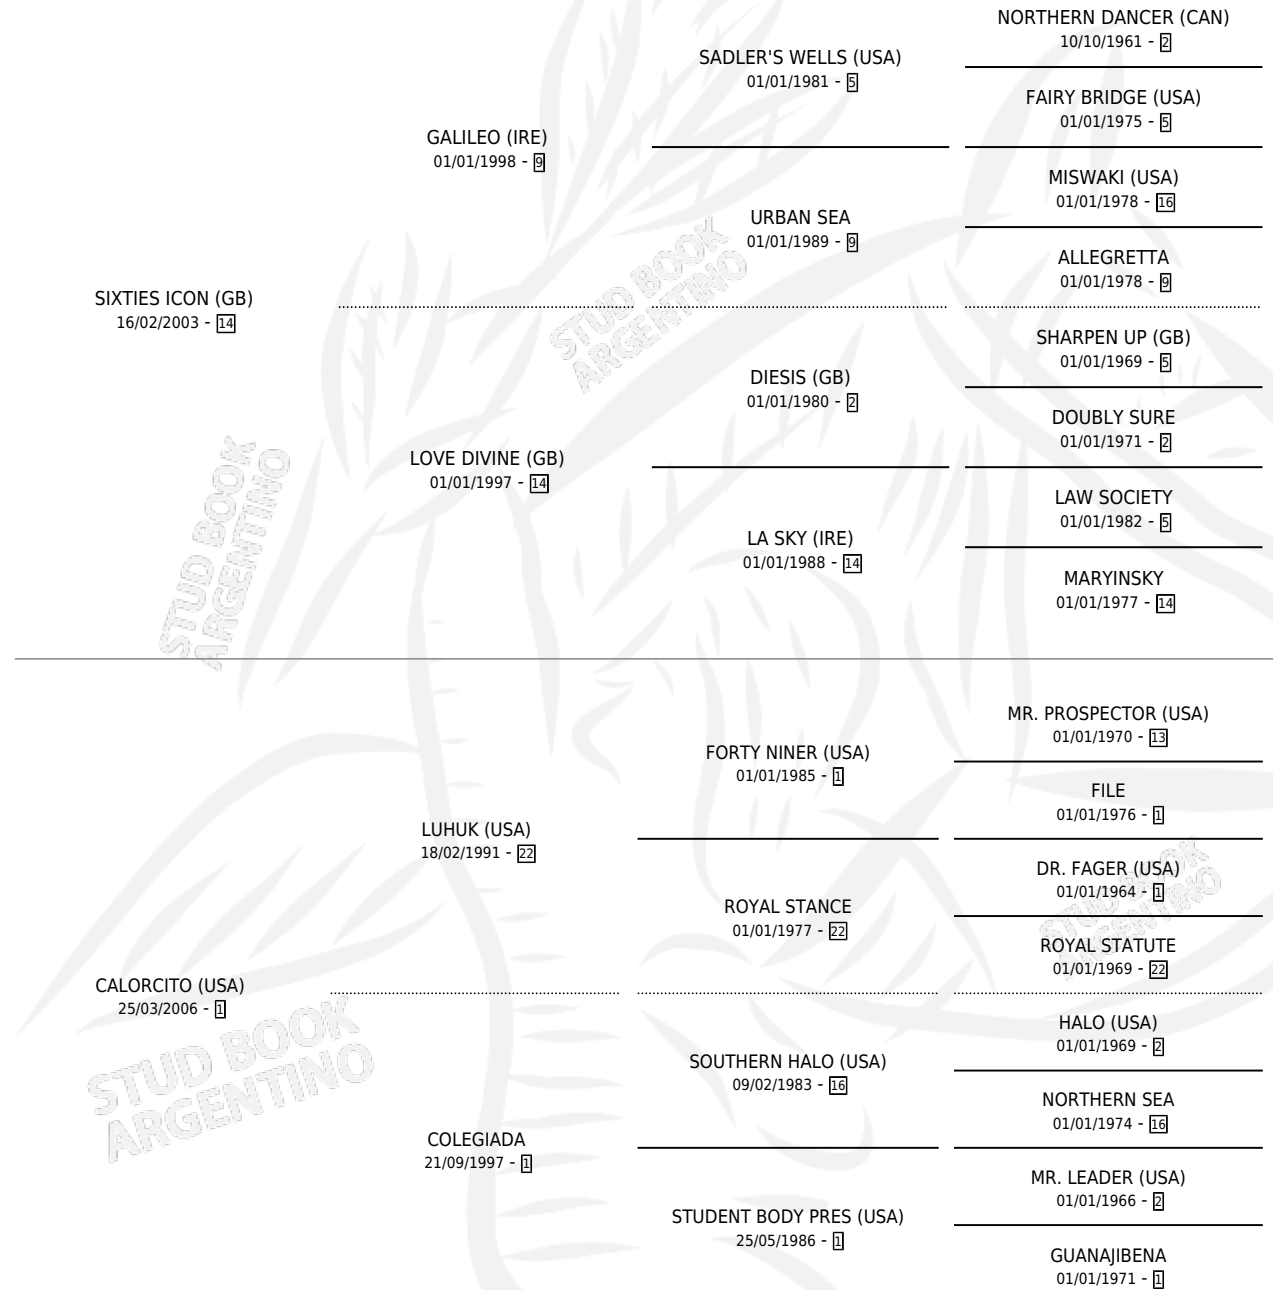 NORTHERN DANCER (CAN)
10/10/1961 - 2
SADLER'S WELLS (USA)
01/01/1981 - 5
FAIRY BRIDGE (USA)
01/01/1975 - 5
GALILEO (IRE)
01/01/1998 - 9
MISWAKI (USA)
01/01/1978 - 16
URBAN SEA
01/01/1989 - 9
ALLEGRETTA
01/01/1978 - 9
SIXTIES ICON (GB)
16/02/2003 - 14
STUD BOOK
ARGENTINO
SHARPEN UP (GB)
01/01/1969 - 5
DIESIS (GB)
01/01/1980 - 2
DOUBLY SURE
01/01/1971 - 2
LOVE DIVINE (GB)
01/01/1997 - 14
LAW SOCIETY
01/01/1982 - 5
LA SKY (IRE)
01/01/1988 - 14
MARYINSKY
01/01/1977 - 14
STUD BOOK
ARGENTINO
MR. PROSPECTOR (USA)
01/01/1970 - 13
FORTY NINER (USA)
01/01/1985 - 1
FILE
01/01/1976 - 1
LUHUK (USA)
18/02/1991 - 22
DR. FAGER (USA)
01/01/1964 - 1
STUD BOOK
ARGENTINO
ROYAL STANCE
01/01/1977 - 22
ROYAL STATUTE
01/01/1969 - 22
CALORCITO (USA)
25/03/2006 - 1
HALO (USA)
01/01/1969 - 2
STUD BOOK
ARGENTINO
SOUTHERN HALO (USA)
09/02/1983 - 16
NORTHERN SEA
01/01/1974 - 16
COLEGIADA
21/09/1997 - 1
MR. LEADER (USA)
01/01/1966 - 2
STUDENT BODY PRES (USA)
25/05/1986 - 1
GUANAJIBENA
01/01/1971 - 1